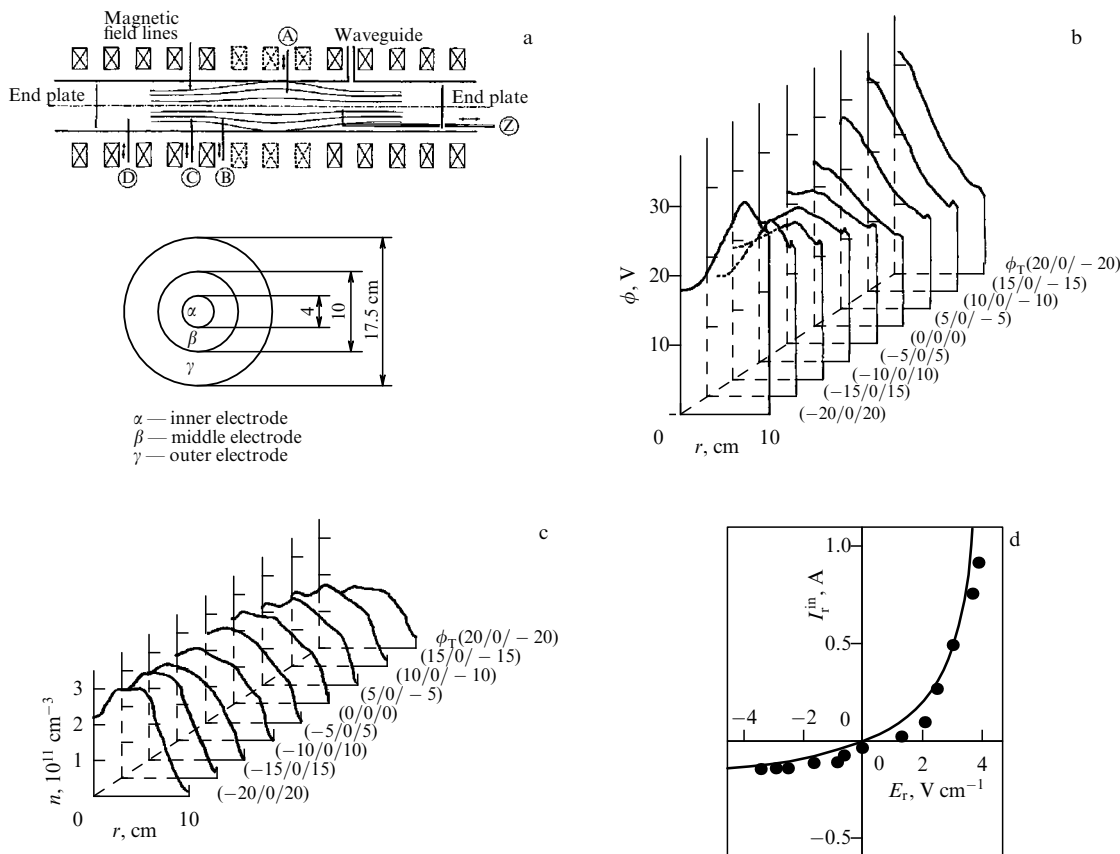 a
Magnetic
field lines
A
Waveguide
End plate
End plate
Z
D
C
B
α
β
γ
4
10
17.5 cm
α — inner electrode
β — middle electrode
γ — outer electrode
b
30
20
10
ϕ, V
0
10
r, cm
ϕT(20/0/ − 20)
(15/0/ − 15)
(10/0/ − 10)
(5/0/ − 5)
(0/0/0)
(−5/0/5)
(−10/0/10)
(−15/0/15)
(−20/0/20)
c
3
2
1
n, 10¹¹ cm⁻³
0
10
r, cm
ϕT(20/0/ − 20)
(15/0/ − 15)
(10/0/ − 10)
(5/0/ − 5)
(0/0/0)
(−5/0/5)
(−10/0/10)
(−15/0/15)
(−20/0/20)
d
1.0
Irⁱⁿ, A
0.5
−4
−2
0
0
2
4
Er, V cm⁻¹
−0.5